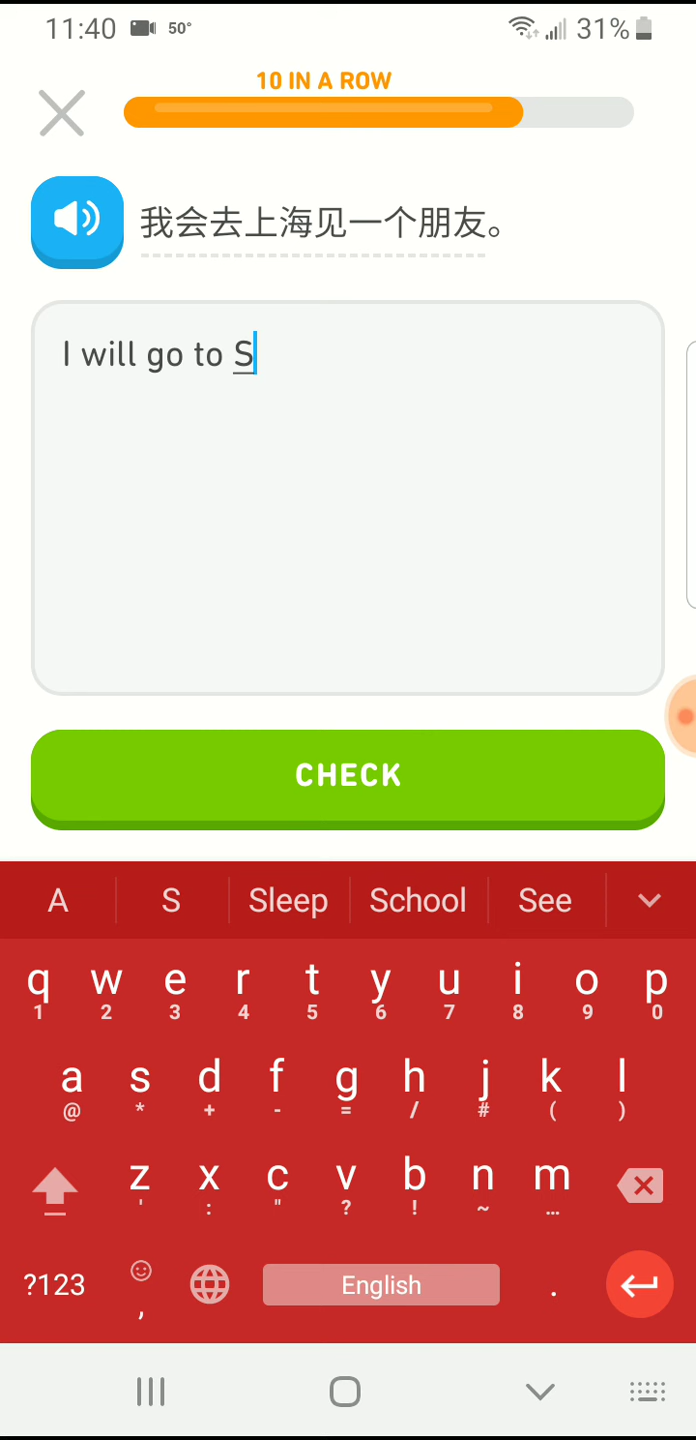 11:40 50° 31%
10 IN A ROW
我会去上海见一个朋友。
I will go to S
CHECK
A S Sleep School See
q w e r t y u i o p
1 2 3 4 5 6 7 8 9 0
a s d f g h j k l
@ * + - = / # ( )
z x c v b n m
' : " ? ! ~ …
?123 , English .